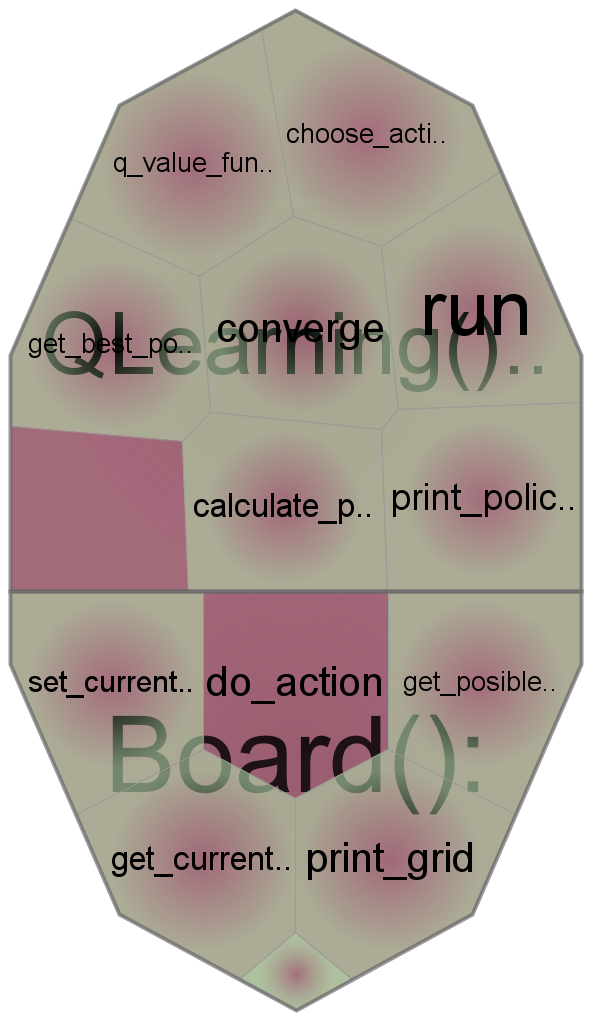 choose_acti..
q_value_fun..
run
converge
get_best_po..
QLearning()..
print_polic..
calculate_p..
set_current..
do_action
get_posible..
Board():
get_current..
print_grid